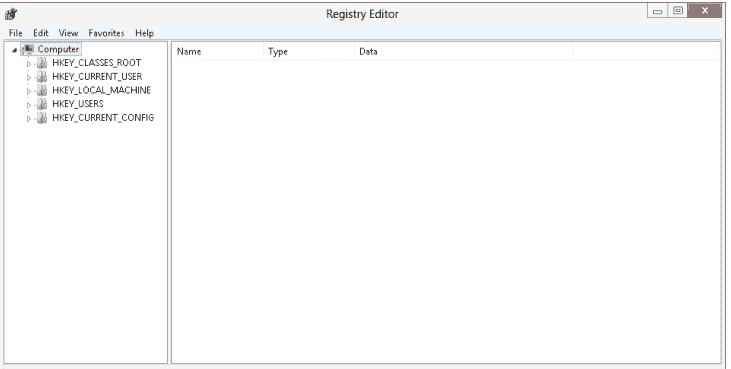 Registry Editor
File Edit View Favorites Help
Computer
HKEY_CLASSES_ROOT
HKEY_CURRENT_USER
HKEY_LOCAL_MACHINE
HKEY_USERS
HKEY_CURRENT_CONFIG
Name Type Data